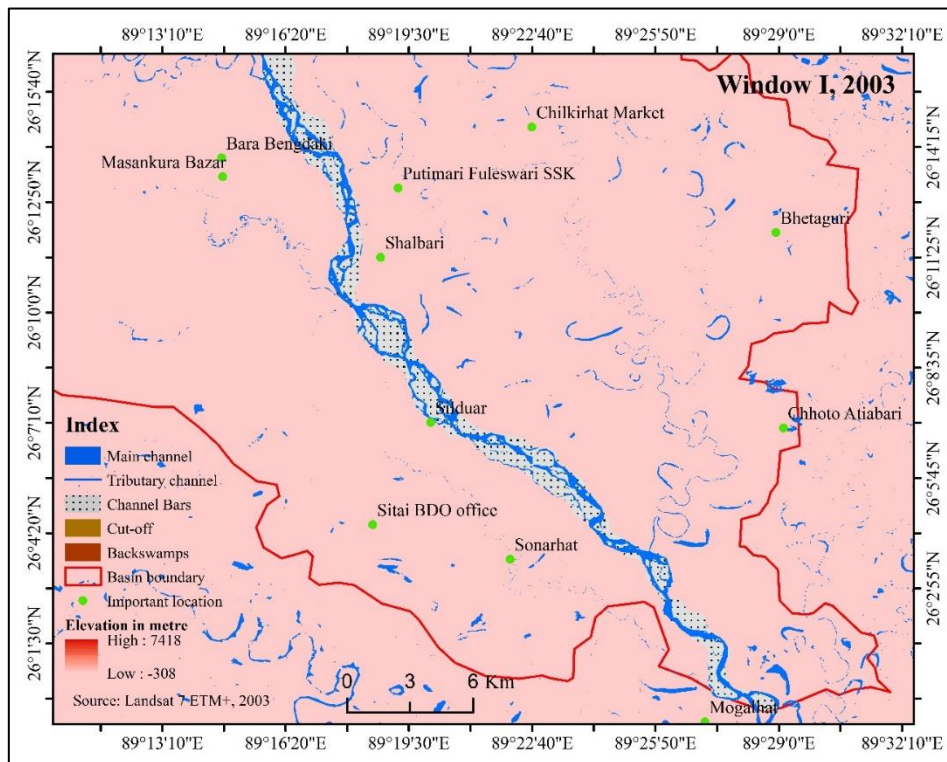 89°13'10"E 89°16'20"E 89°19'30"E 89°22'40"E 89°25'50"E 89°29'0"E 89°32'10"E
Window I, 2003
26°15'40"N
26°12'50"N
26°10'0"N
26°7'10"N
26°4'20"N
26°1'30"N
26°14'15"N
26°11'25"N
26°8'35"N
26°5'45"N
26°2'55"N
Chilkirhat Market
Bara Bengdaki
Masankura Bazar
Putimari Fuleswari SSK
Bhetaguri
Shalbari
Silduar
Chhoto Atiabari
Sitai BDO office
Sonarhat
Mogalhat
Index
Main channel
Tributary channel
Channel Bars
Cut-off
Backswamps
Basin boundary
Important location
Elevation in metre
High : 7418
Low : -308
Source: Landsat 7 ETM+, 2003
0 3 6 Km
89°13'10"E 89°16'20"E 89°19'30"E 89°22'40"E 89°25'50"E 89°29'0"E 89°32'10"E